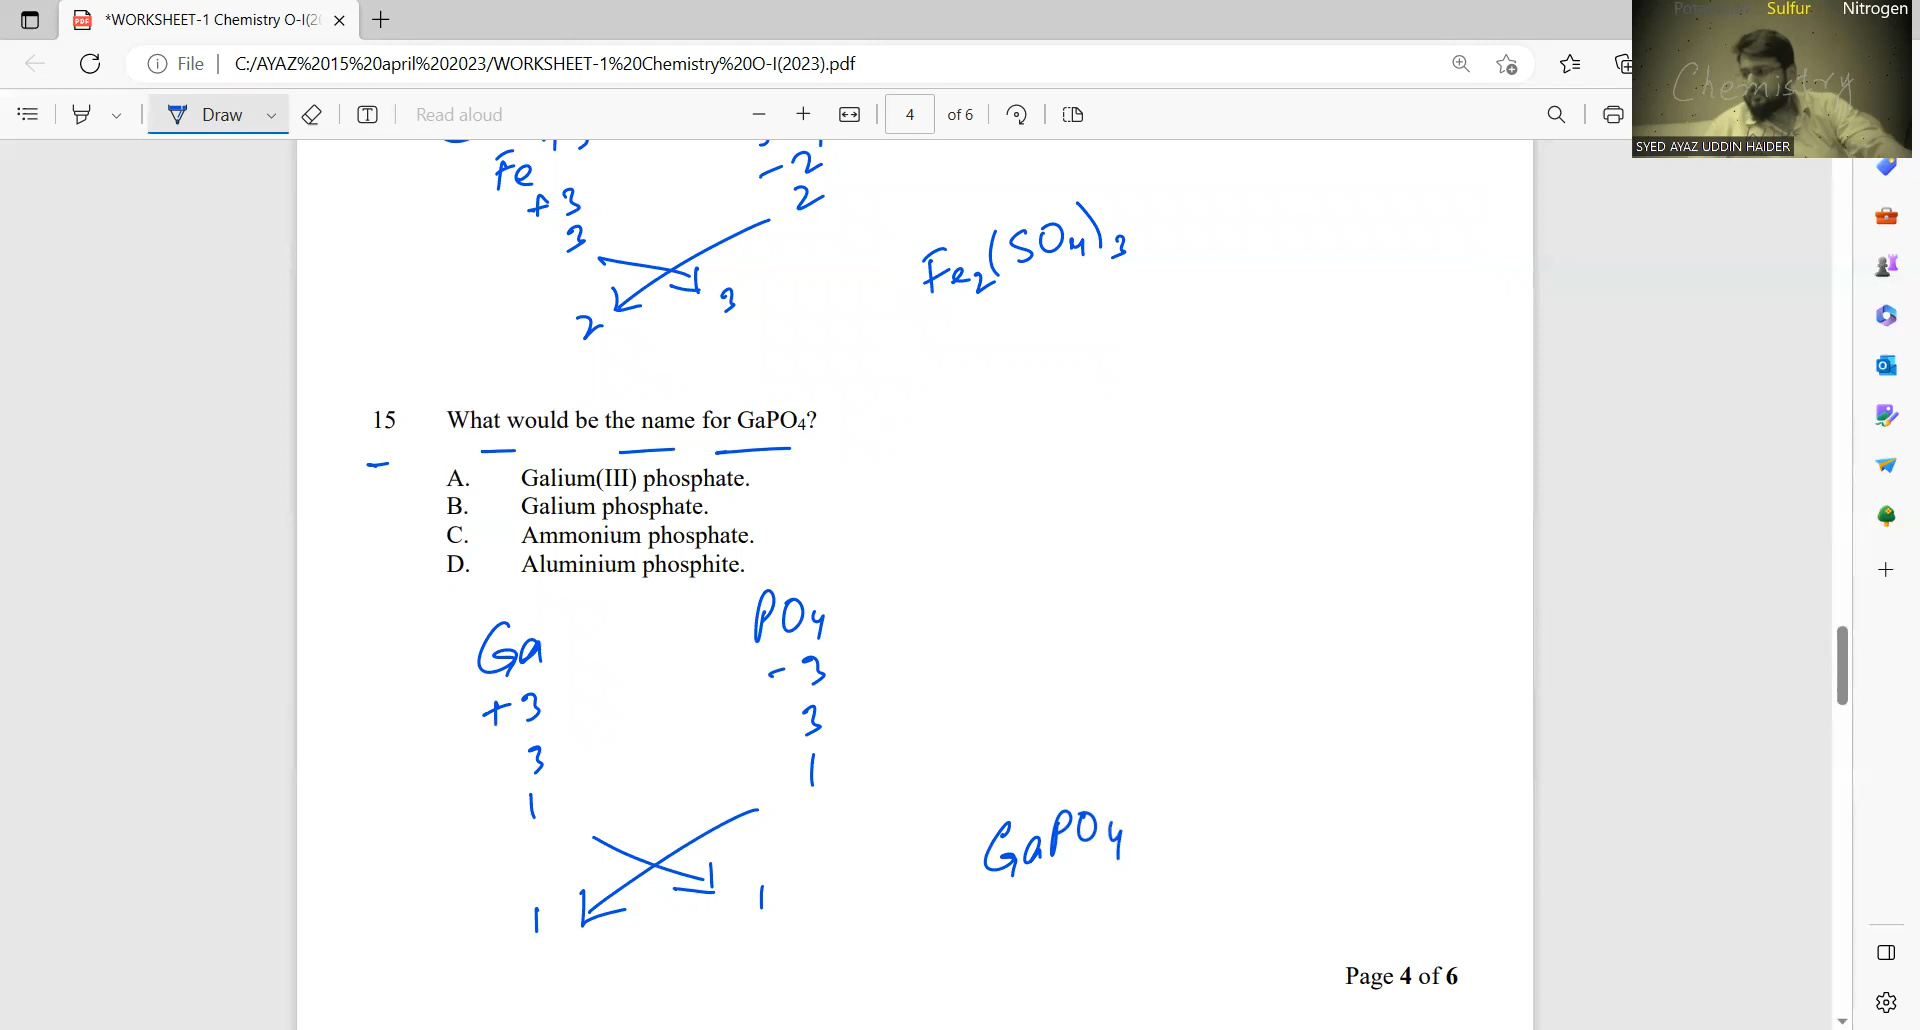 *WORKSHEET-1 Chemistry O-I(20
Potassium Sulfur Nitrogen
File C:/AYAZ%2015%20april%202023/WORKSHEET-1%20Chemistry%20O-I(2023).pdf
Draw Read aloud 4 of 6
Chemistry
SYED AYAZ UDDIN HAIDER
Fe -2
+3 2
3
Fe2(SO4)3
2 3
15 What would be the name for GaPO4?
A. Galium(III) phosphate.
B. Galium phosphate.
C. Ammonium phosphate.
D. Aluminium phosphite.
Ga PO4
+3 -3
3 3
1 1
GaPO4
1 1
Page 4 of 6